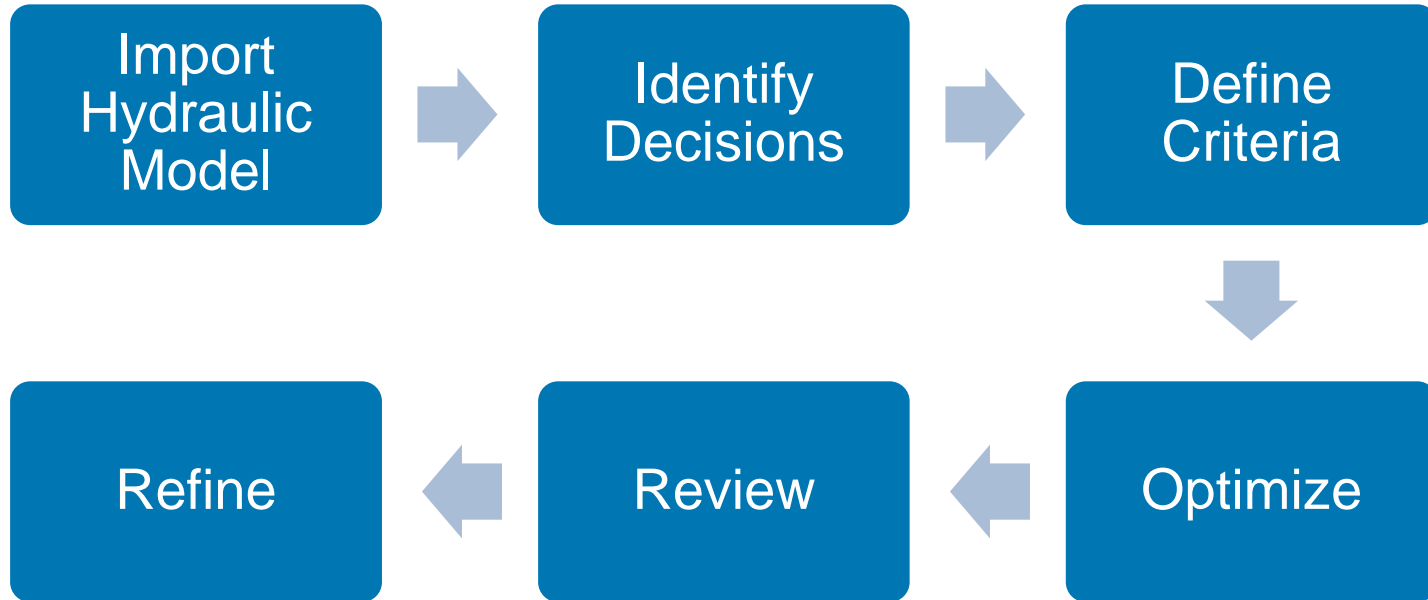 Import
Hydraulic
Model
Identify
Decisions
Define
Criteria
Optimize
Review
Refine